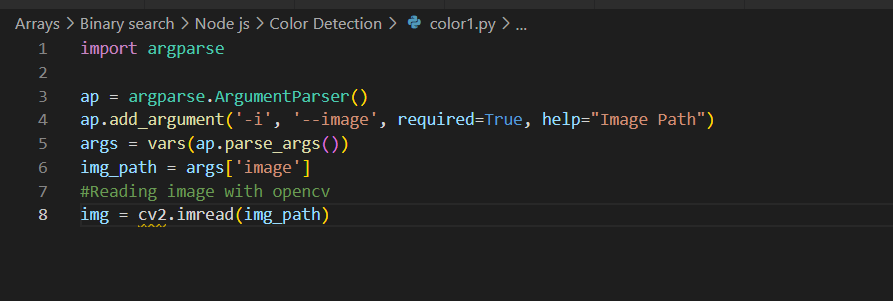 Arrays > Binary search > Node js > Color Detection > color1.py > ...
1 import argparse
2
3 ap = argparse.ArgumentParser()
4 ap.add_argument('-i', '--image', required=True, help="Image Path")
5 args = vars(ap.parse_args())
6 img_path = args['image']
7 #Reading image with opencv
8 img = cv2.imread(img_path)